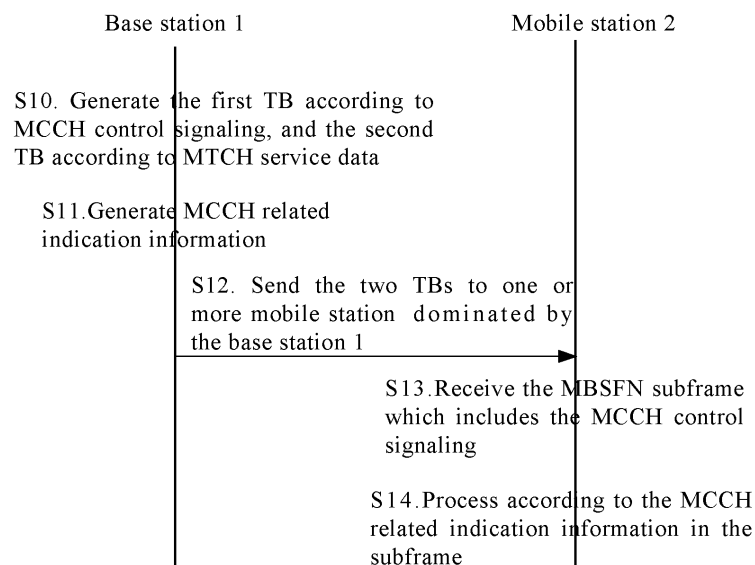 Base station 1
Mobile station 2
S10. Generate the first TB according to
MCCH control signaling, and the second
TB according to MTCH service data
S11.Generate MCCH related
indication information
S12. Send the two TBs to one or
more mobile station dominated by
the base station 1
S13.Receive the MBSFN subframe
which includes the MCCH control
signaling
S14.Process according to the MCCH
related indication information in the
subframe